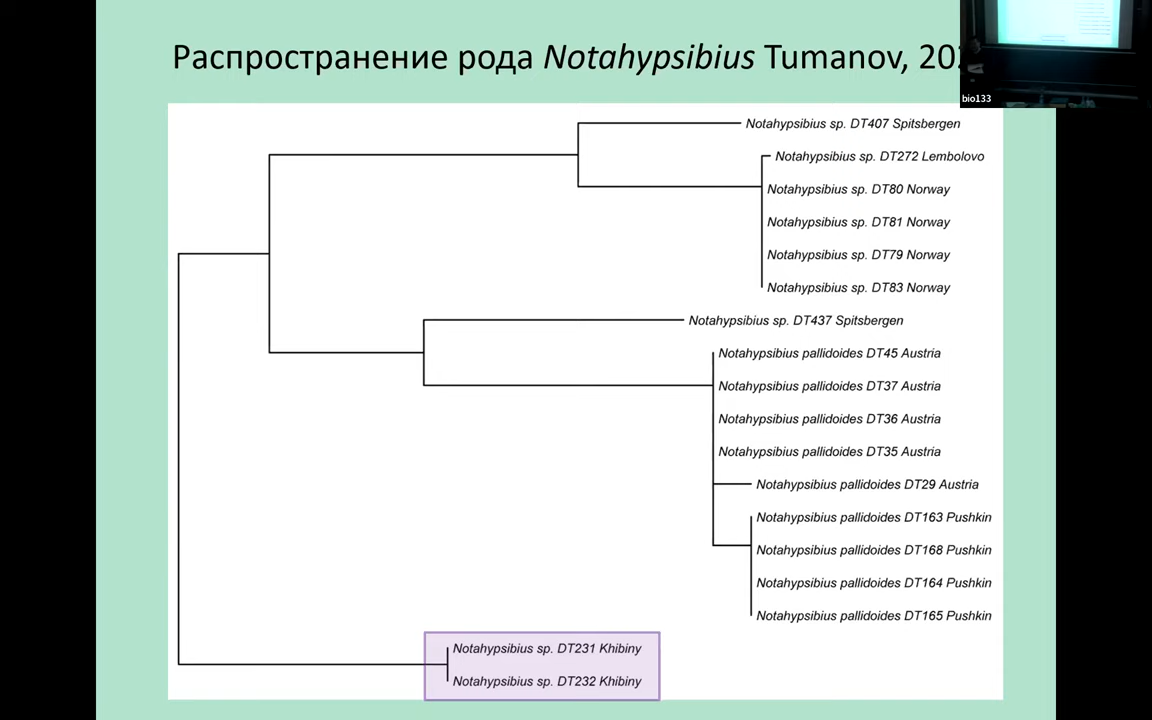 Распространение рода Notahypsibius Tumanov, 202
bio133
Notahypsibius sp. DT407 Spitsbergen
Notahypsibius sp. DT272 Lembolovo
Notahypsibius sp. DT80 Norway
Notahypsibius sp. DT81 Norway
Notahypsibius sp. DT79 Norway
Notahypsibius sp. DT83 Norway
Notahypsibius sp. DT437 Spitsbergen
Notahypsibius pallidoides DT45 Austria
Notahypsibius pallidoides DT37 Austria
Notahypsibius pallidoides DT36 Austria
Notahypsibius pallidoides DT35 Austria
Notahypsibius pallidoides DT29 Austria
Notahypsibius pallidoides DT163 Pushkin
Notahypsibius pallidoides DT168 Pushkin
Notahypsibius pallidoides DT164 Pushkin
Notahypsibius pallidoides DT165 Pushkin
Notahypsibius sp. DT231 Khibiny
Notahypsibius sp. DT232 Khibiny